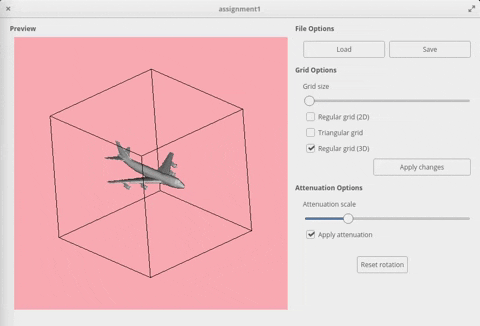 assignment1
Preview
File Options
Load
Save
Grid Options
Grid size
Regular grid (2D)
Triangular grid
Regular grid (3D)
Apply changes
Attenuation Options
Attenuation scale
Apply attenuation
Reset rotation